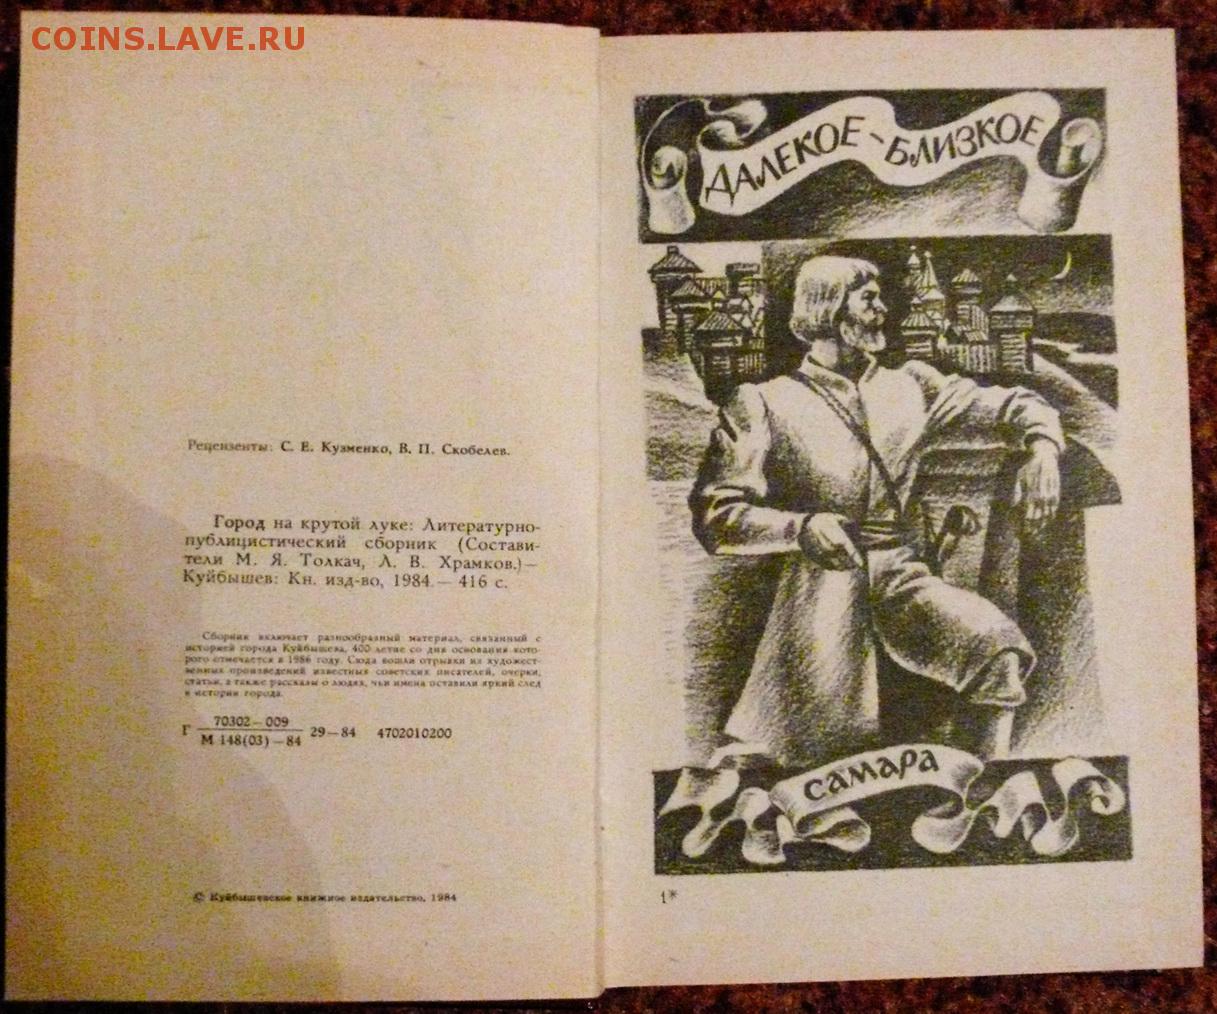 COINS.LAVE.RU
Рецензенты: С. Е. Кузменко, В. П. Скобелев.
Город на крутой луке: Литературно-
публицистический сборник (Состави-
тели М. Я. Толкач, Л. В. Храмков.)—
Куйбышев: Кн. изд-во, 1984.— 416 с.
Сборник включает разнообразный материал, связанный с
историей города Куйбышева, 400-летие со дня основания кото-
рого отмечается в 1986 году. Сюда вошли отрывки из художест-
венных произведений известных советских писателей, очерки,
статьи, а также рассказы о людях, чьи имена оставили яркий след
в истории города.
Г 70302—009
М 148(03)—84 29—84 4702010200
© Куйбышевское книжное издательство, 1984
ДАЛЕКОЕ-БЛИЗКОЕ
САМАРА
1*